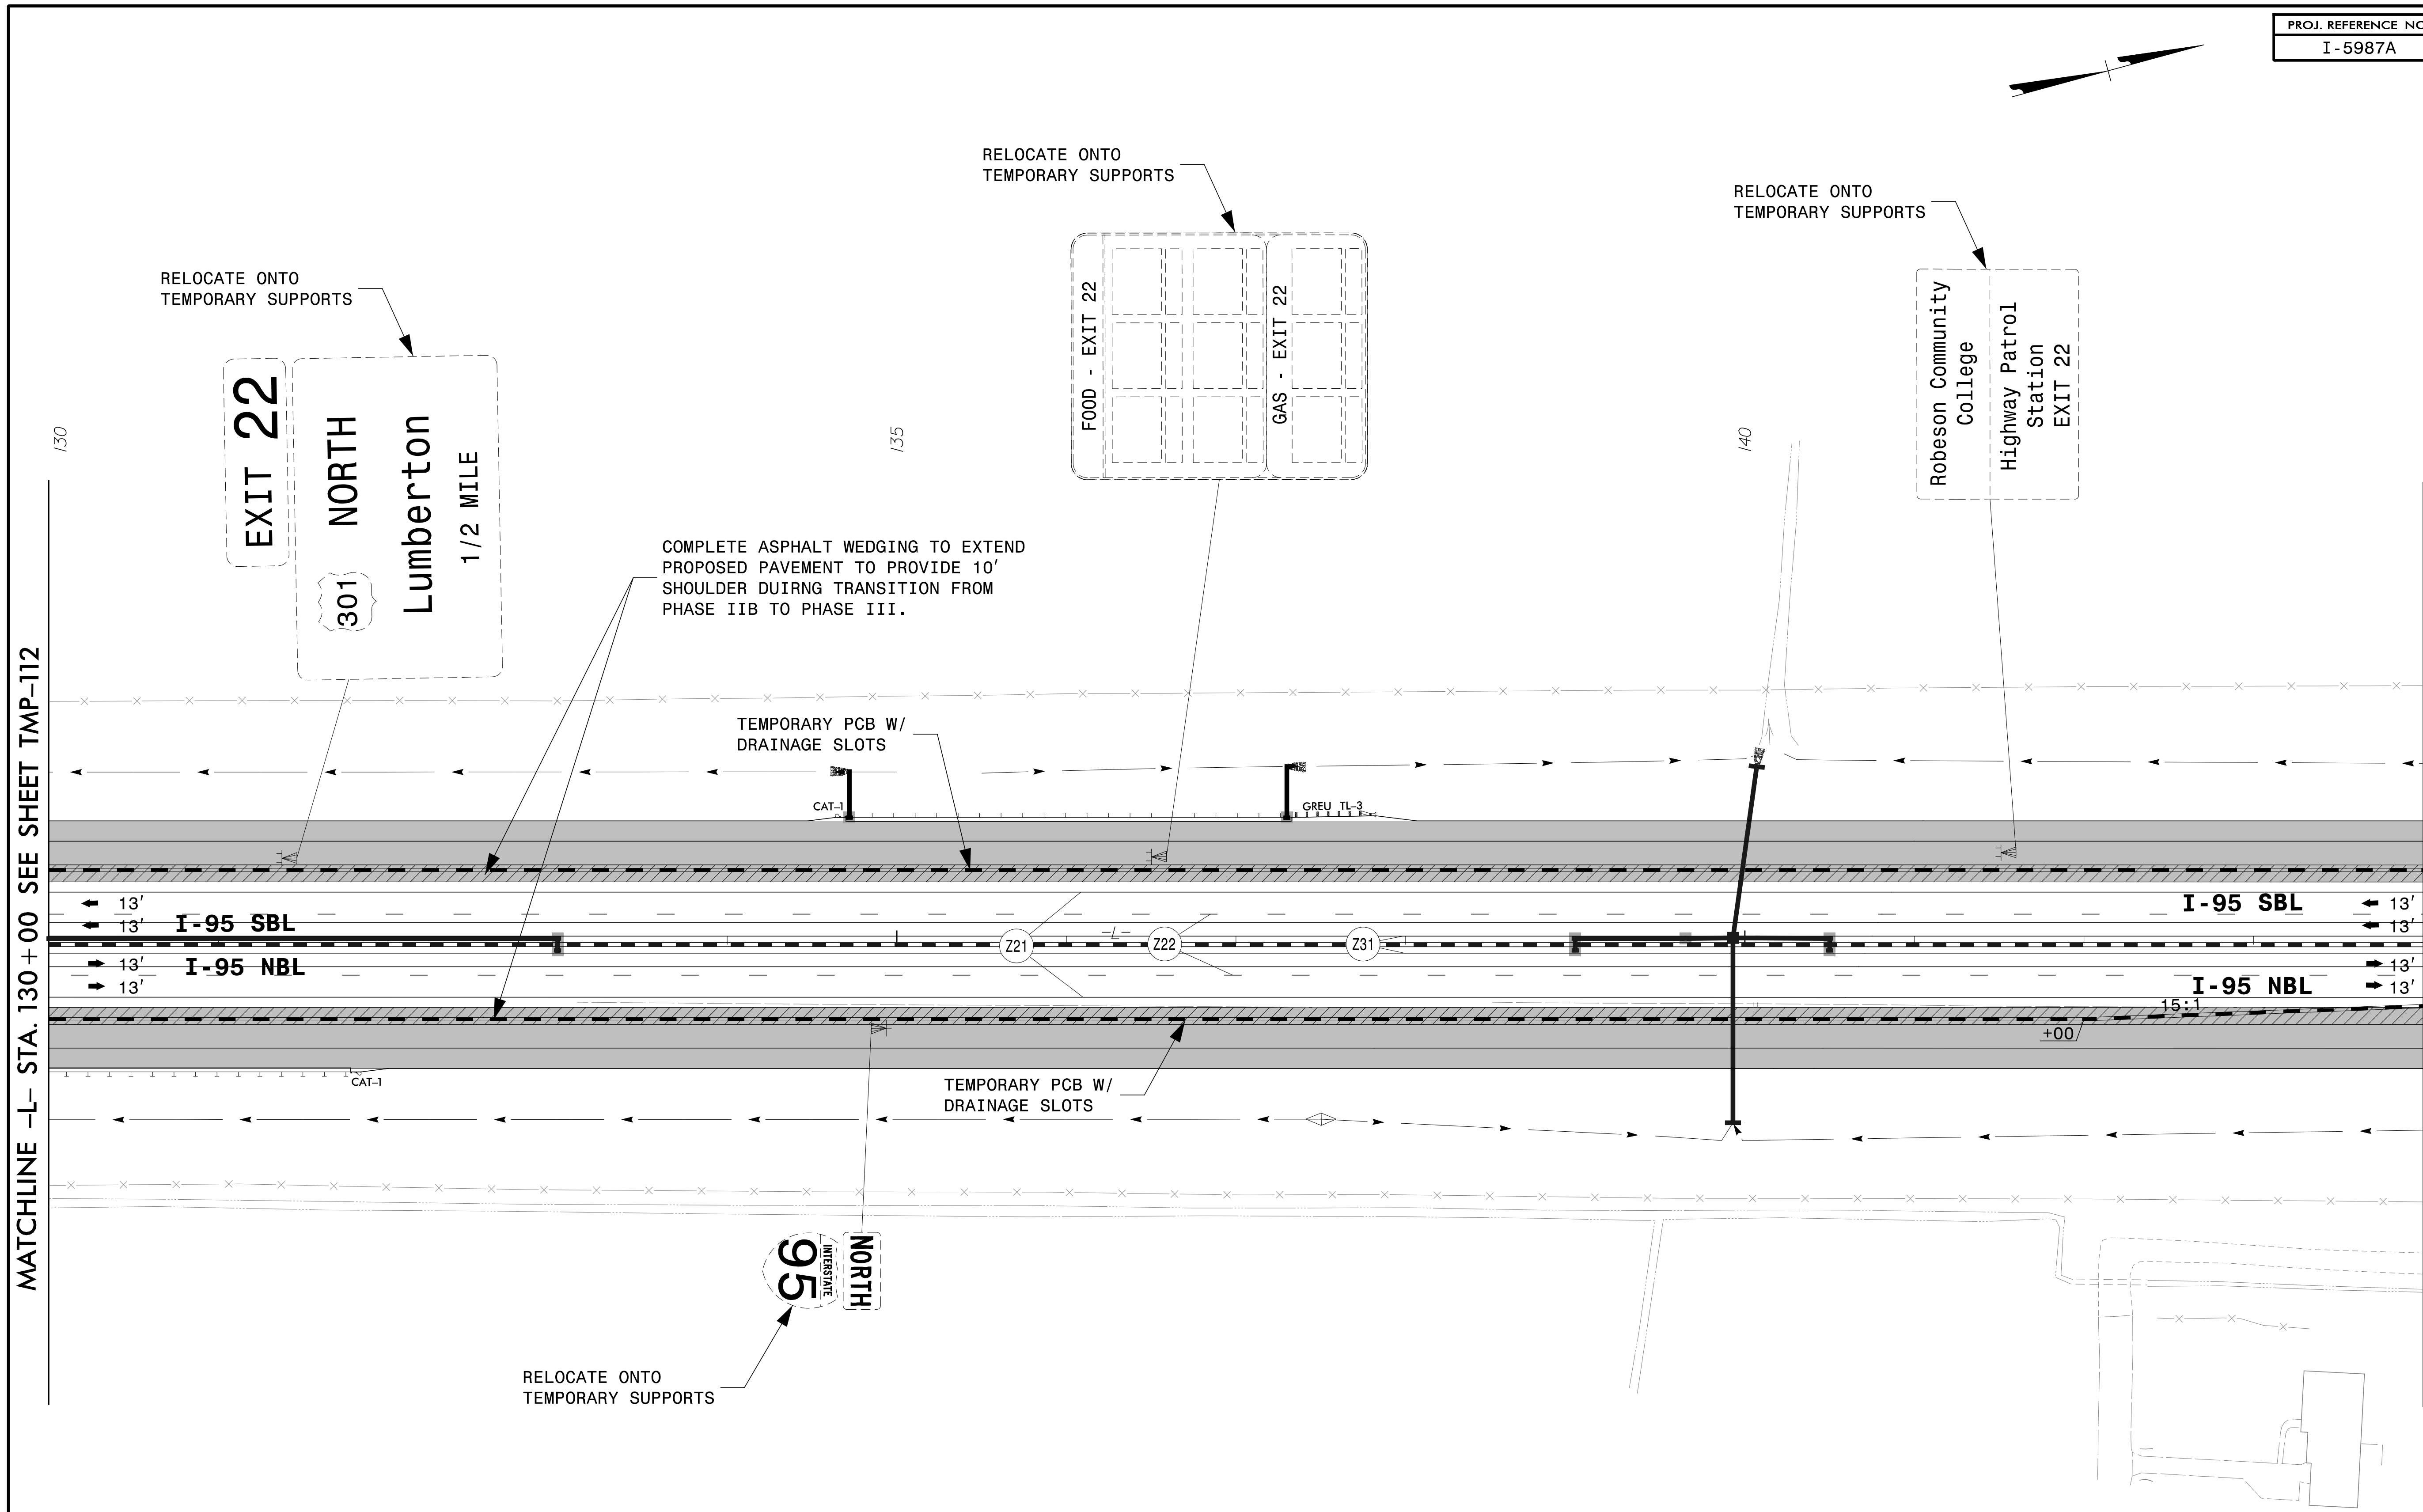 PROJ. REFERENCE NO
I-5987A
RELOCATE ONTO
TEMPORARY SUPPORTS
RELOCATE ONTO
TEMPORARY SUPPORTS
RELOCATE ONTO
TEMPORARY SUPPORTS
EXIT 22
301 NORTH
Lumberton
1/2 MILE
FOOD - EXIT 22
GAS - EXIT 22
Robeson Community
College
Highway Patrol
Station
EXIT 22
130
135
140
COMPLETE ASPHALT WEDGING TO EXTEND
PROPOSED PAVEMENT TO PROVIDE 10'
SHOULDER DUIRNG TRANSITION FROM
PHASE IIB TO PHASE III.
MATCHLINE -L- STA. 130+00 SEE SHEET TMP-112
TEMPORARY PCB W/
DRAINAGE SLOTS
CAT-1
GREU TL-3
13'
13'
I-95 SBL
I-95 SBL
13'
13'
-L-
Z21
Z22
Z31
13'
13'
I-95 NBL
I-95 NBL
13'
13'
15:1
+00
CAT-1
TEMPORARY PCB W/
DRAINAGE SLOTS
NORTH
INTERSTATE
95
RELOCATE ONTO
TEMPORARY SUPPORTS